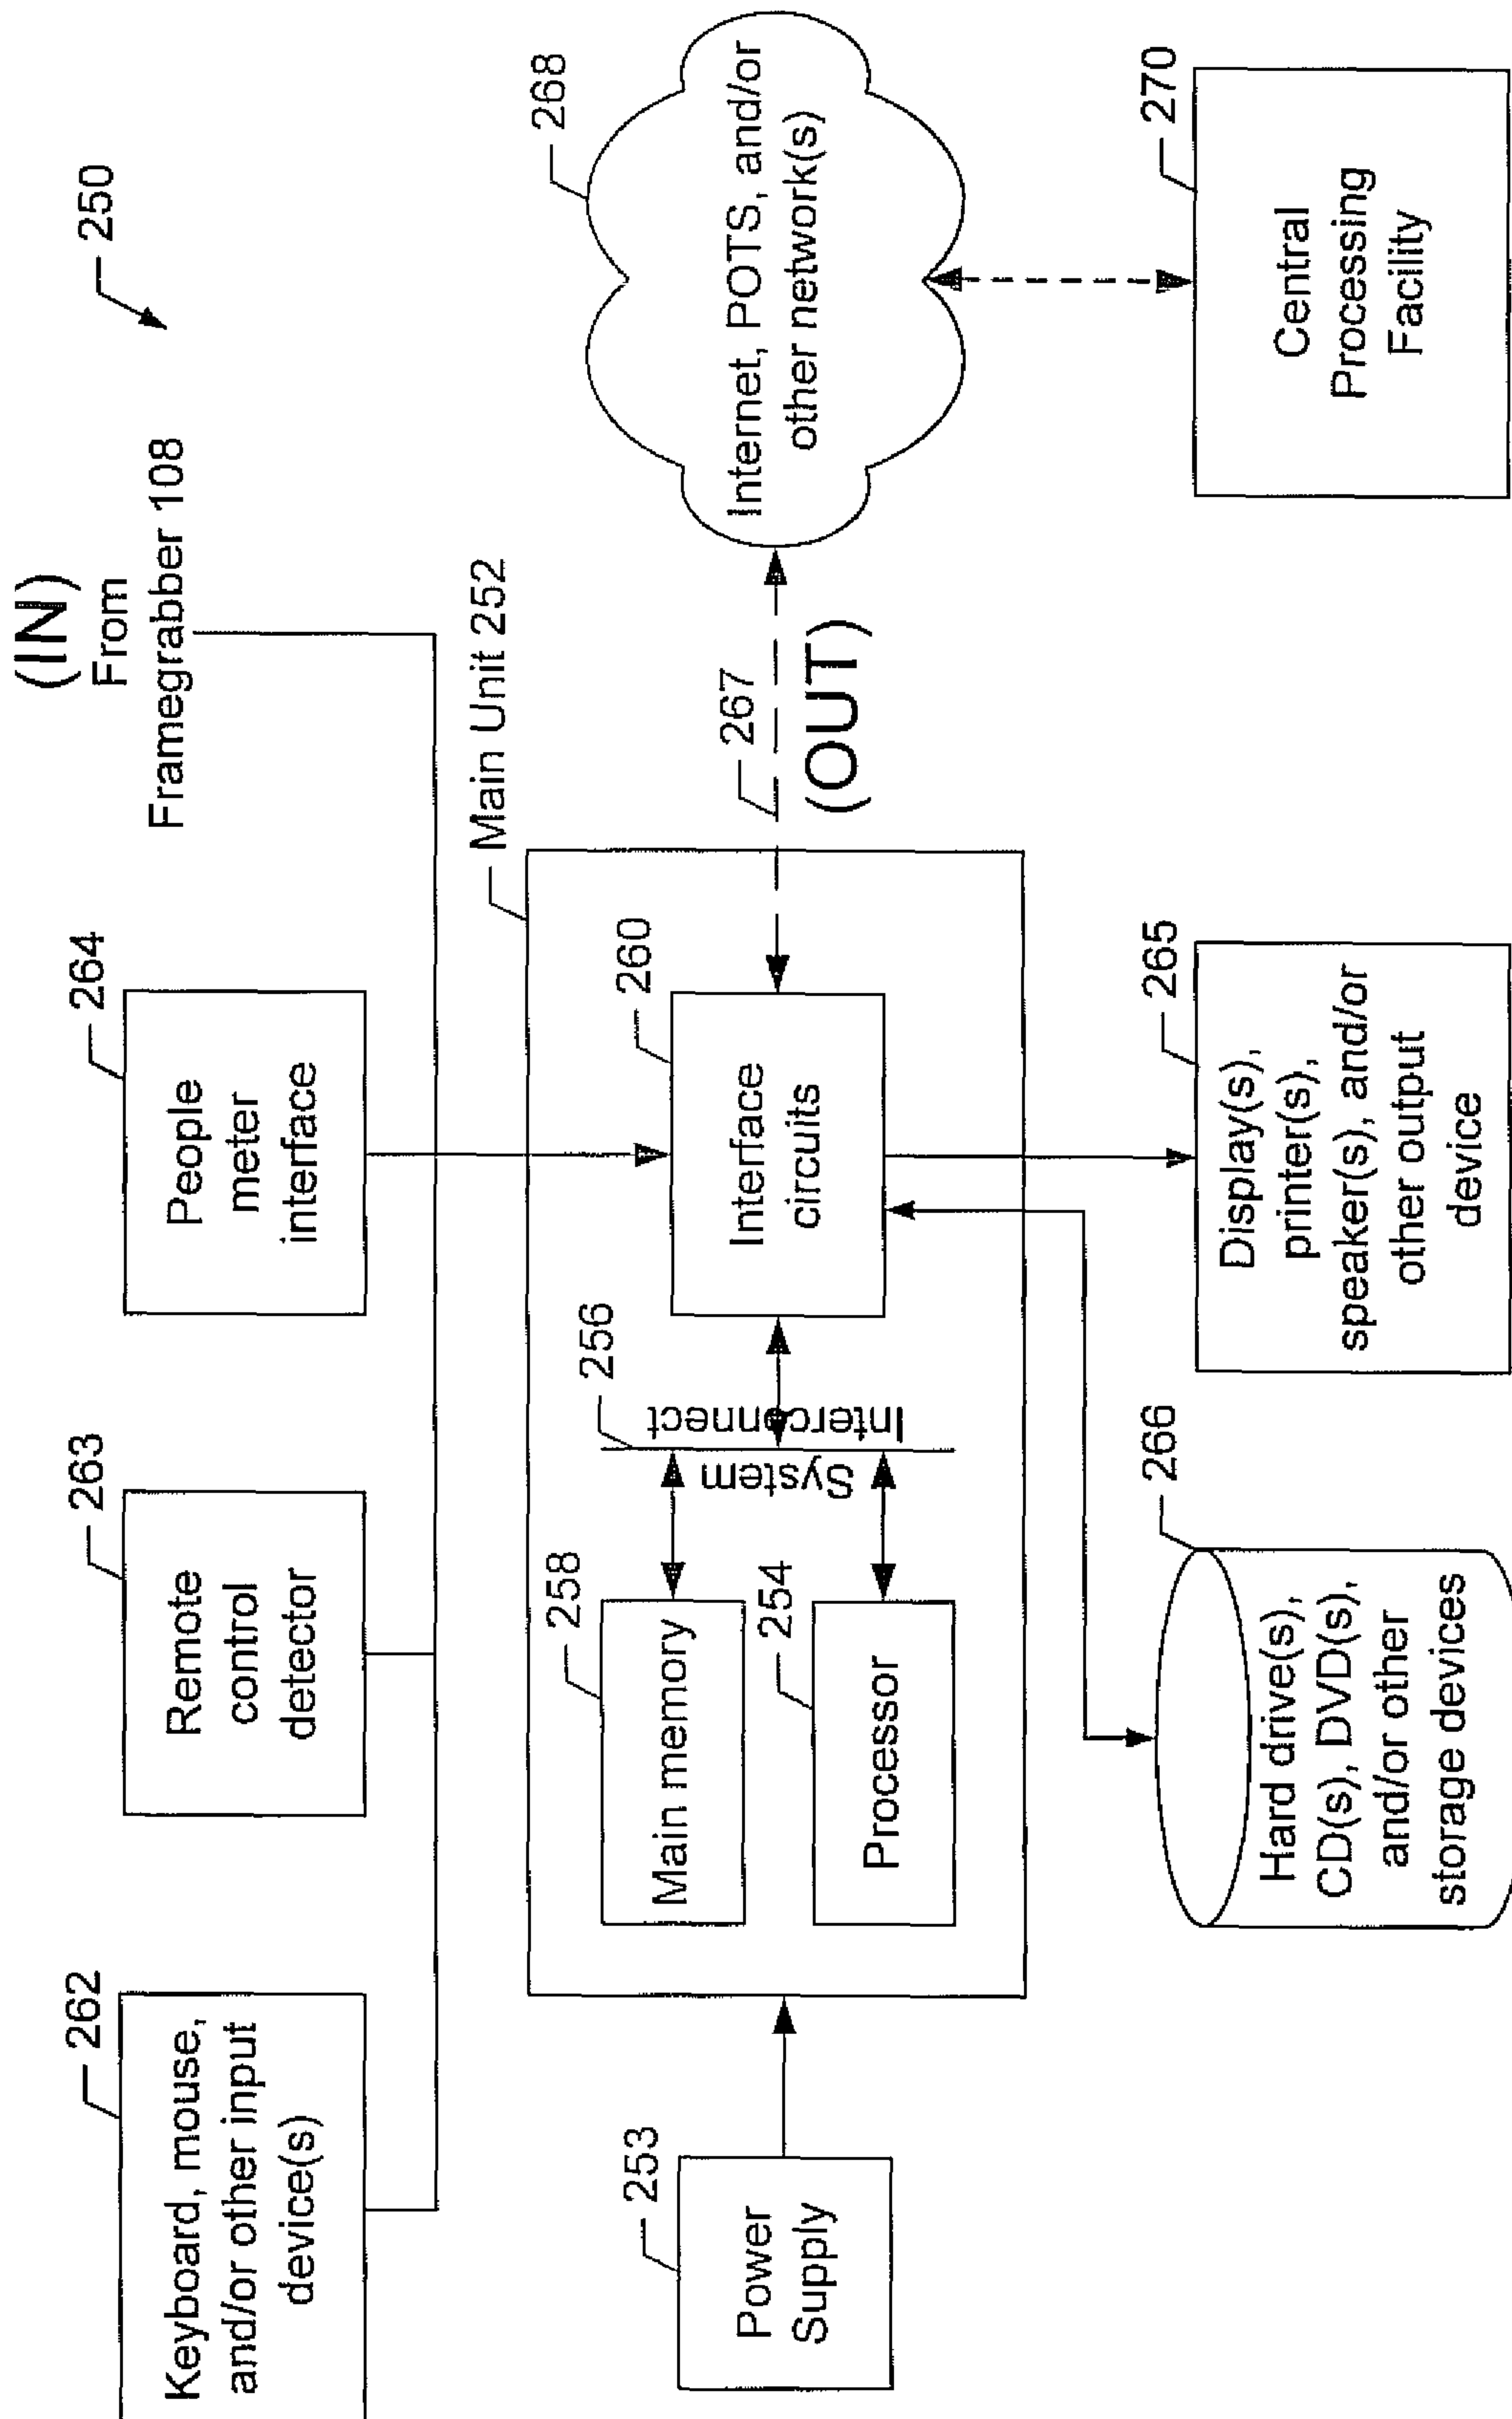 250
(IN)
From
Framegrabber 108
262
Keyboard, mouse,
and/or other input
device(s)
263
Remote
control
detector
264
People
meter
interface
Main Unit 252
253
Power
Supply
258
Main memory
254
Processor
256
System
Interconnect
260
Interface
circuits
267
(OUT)
268
Internet, POTS, and/or
other network(s)
266
Hard drive(s),
CD(s), DVD(s),
and/or other
storage devices
265
Display(s),
printer(s),
speaker(s), and/or
other output
device
270
Central
Processing
Facility